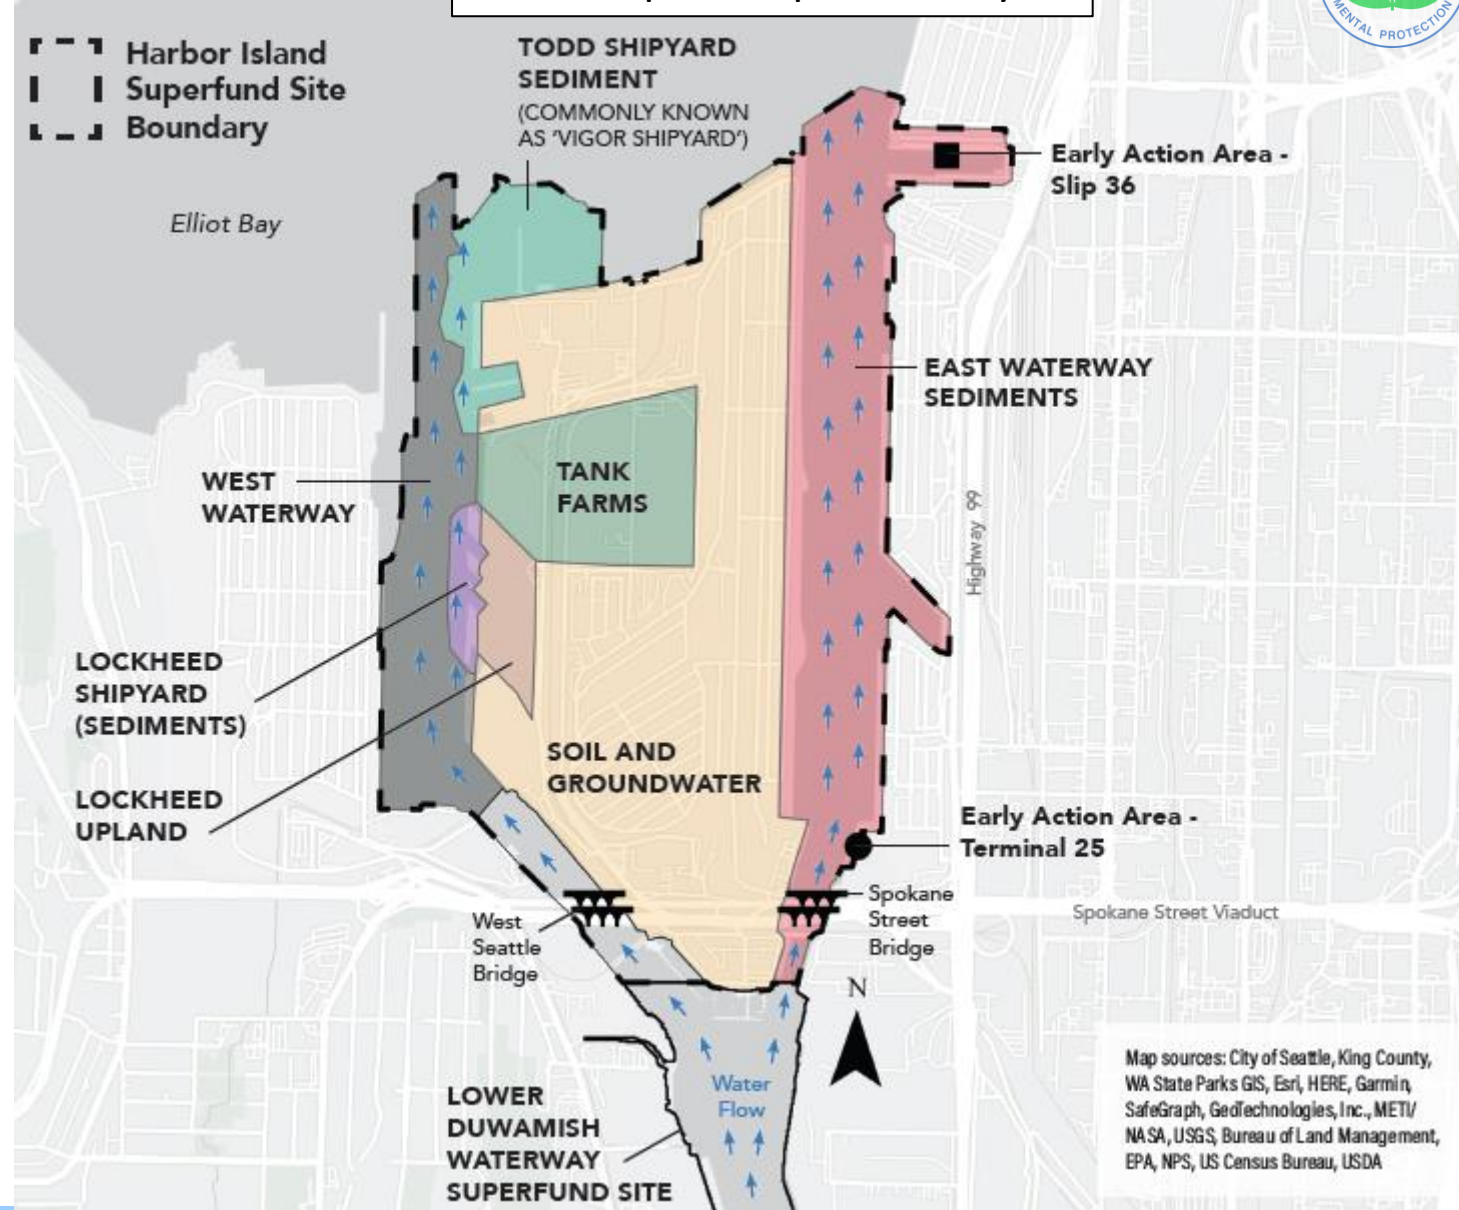 Harbor Island
Superfund Site
Boundary
TODD SHIPYARD
SEDIMENT
(COMMONLY KNOWN
AS 'VIGOR SHIPYARD')
MENTAL PROTECTION
Early Action Area -
Slip 36
Elliot Bay
EAST WATERWAY
SEDIMENTS
WEST
WATERWAY
TANK
FARMS
Highway 99
LOCKHEED
SHIPYARD
(SEDIMENTS)
LOCKHEED
UPLAND
SOIL AND
GROUNDWATER
Early Action Area -
Terminal 25
West
Seattle
Bridge
Spokane
Street
Bridge
Spokane Street Viaduct
N
Water
Flow
LOWER
DUWAMISH
WATERWAY
SUPERFUND SITE
Map sources: City of Seattle, King County,
WA State Parks GIS, Esri, HERE, Garmin,
SafeGraph, GeoTechnologies, Inc., METI/
NASA, USGS, Bureau of Land Management,
EPA, NPS, US Census Bureau, USDA